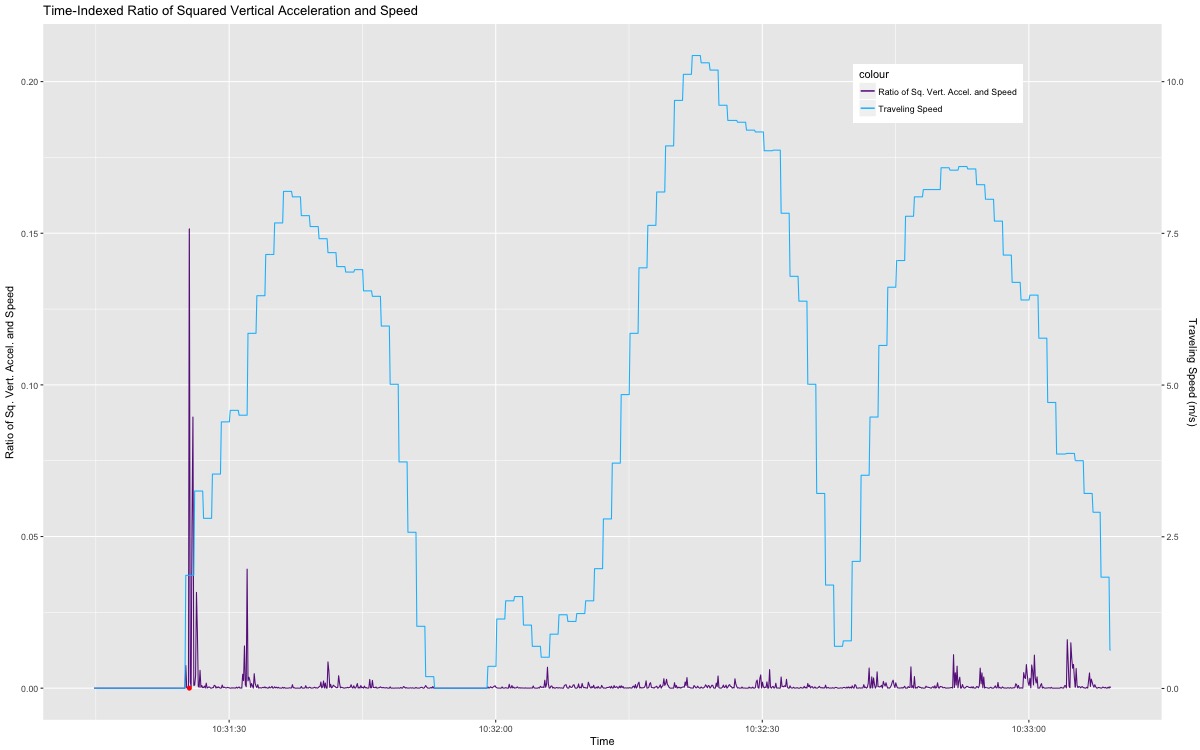 Time-Indexed Ratio of Squared Vertical Acceleration and Speed
colour
Ratio of Sq. Vert. Accel. and Speed
Traveling Speed
Ratio of Sq. Vert. Accel. and Speed
0.20
0.15
0.10
0.05
0.00
10.0
7.5
5.0
2.5
0.0
Traveling Speed (m/s)
10:31:30
10:32:00
10:32:30
10:33:00
Time